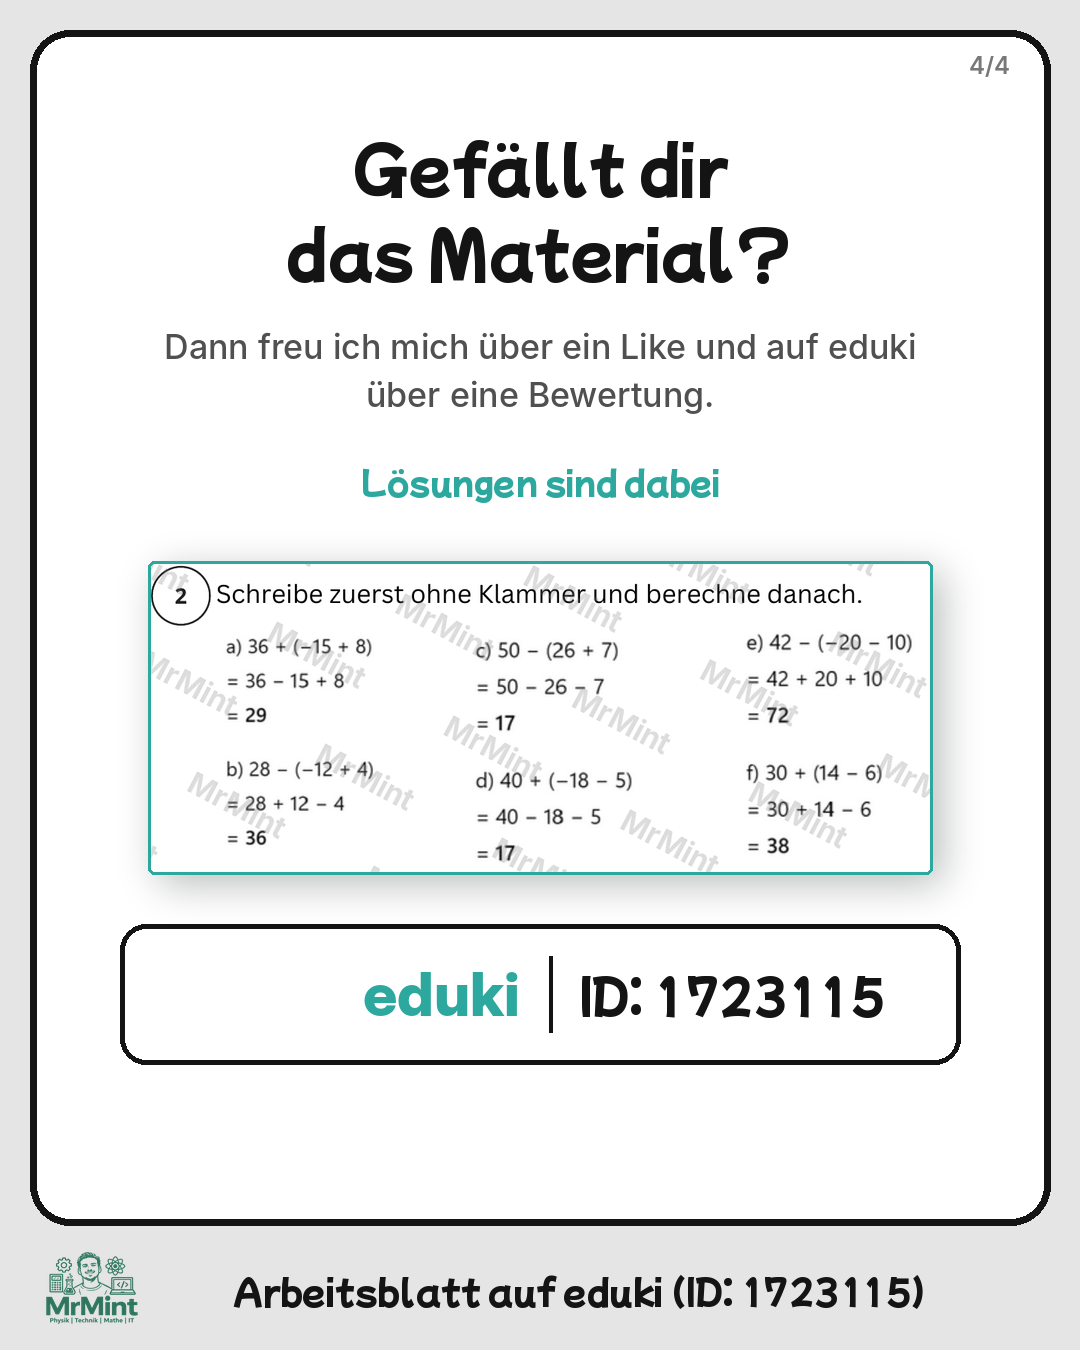 4/4
Gefällt dir
das Material?
Dann freu ich mich über ein Like und auf eduki
über eine Bewertung.
Lösungen sind dabei
2 Schreibe zuerst ohne Klammer und berechne danach.
a) 36 + (−15 + 8)
= 36 − 15 + 8
= 29
b) 28 − (−12 + 4)
= 28 + 12 − 4
= 36
c) 50 − (26 + 7)
= 50 − 26 − 7
= 17
d) 40 + (−18 − 5)
= 40 − 18 − 5
= 17
e) 42 − (−20 − 10)
= 42 + 20 + 10
= 72
f) 30 + (14 − 6)
= 30 + 14 − 6
= 38
eduki | ID: 1723115
MrMint
Physik | Technik | Mathe | IT
Arbeitsblatt auf eduki (ID: 1723115)